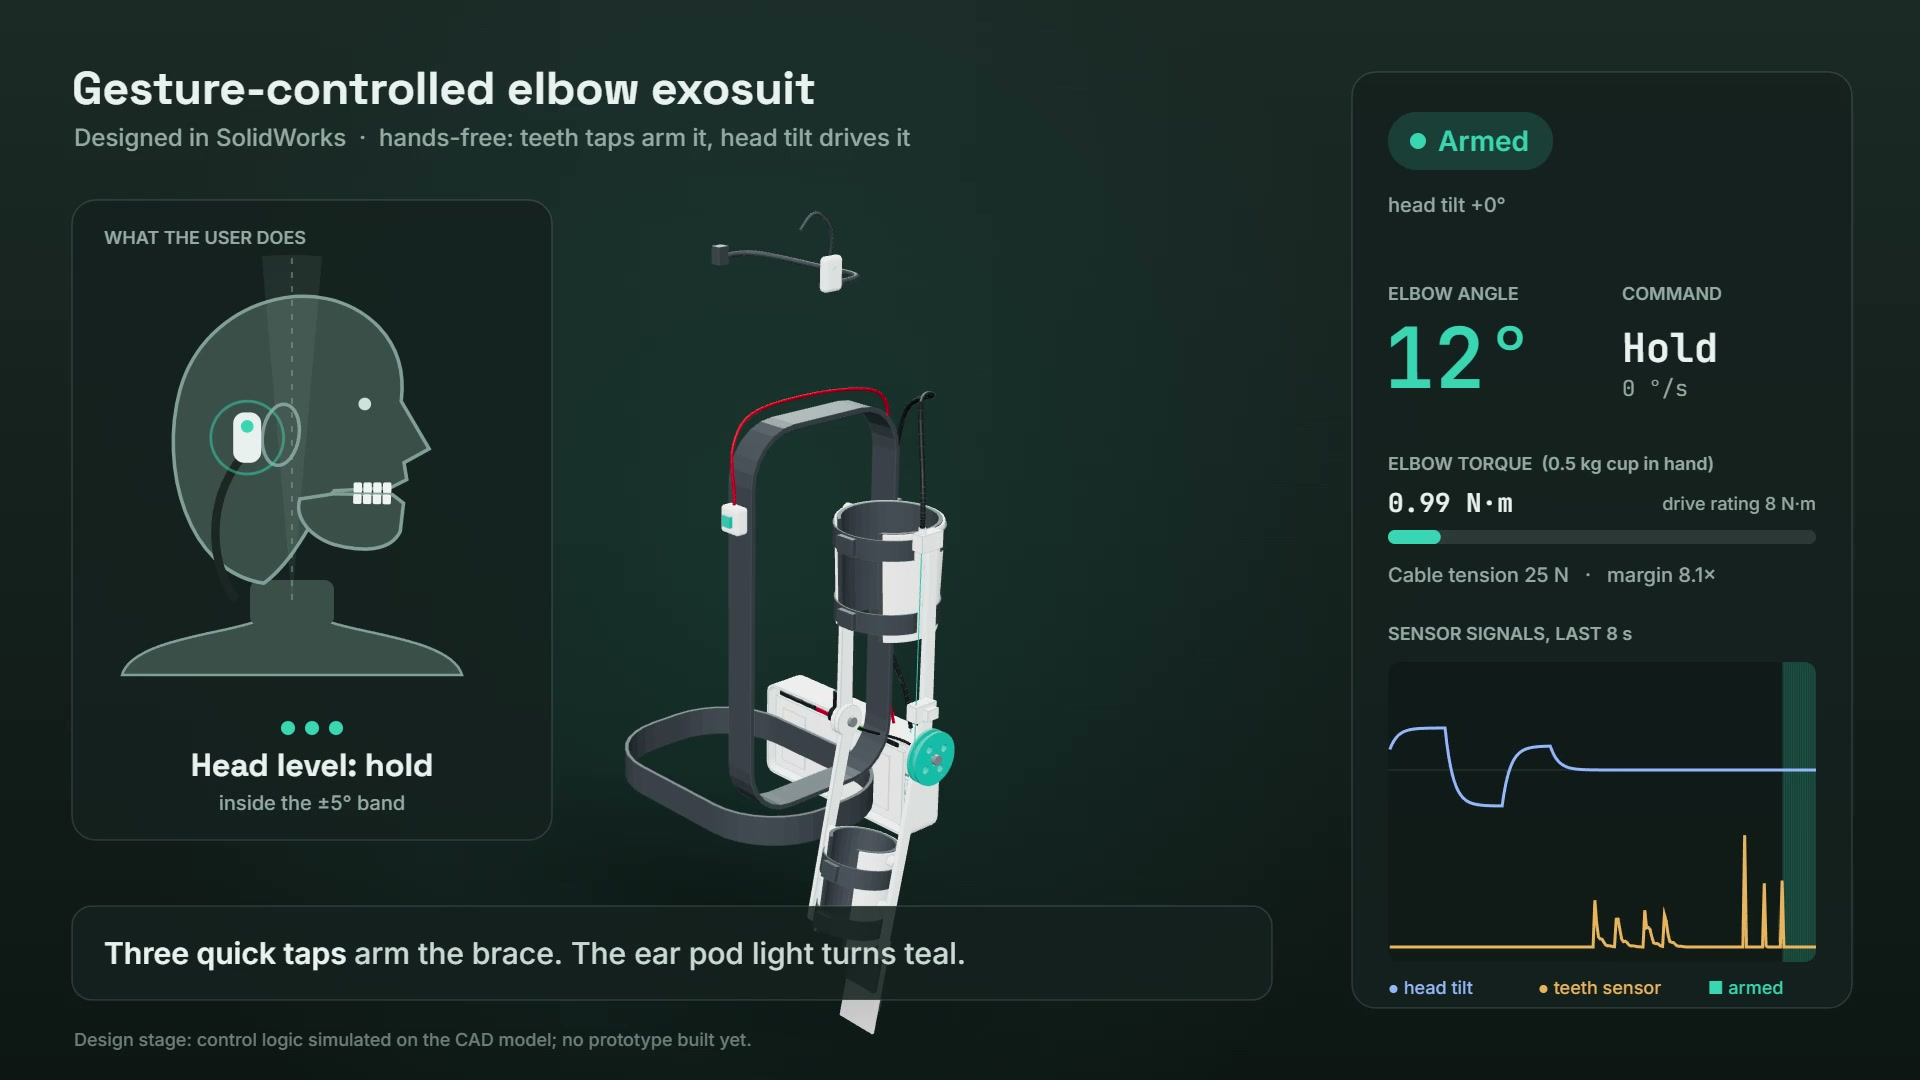 Gesture-controlled elbow exosuit
Designed in SolidWorks · hands-free: teeth taps arm it, head tilt drives it
WHAT THE USER DOES
Head level: hold
inside the ±5° band
Three quick taps arm the brace. The ear pod light turns teal.
Design stage: control logic simulated on the CAD model; no prototype built yet.
Armed
head tilt +0°
ELBOW ANGLE
12°
COMMAND
Hold
0 °/s
ELBOW TORQUE (0.5 kg cup in hand)
0.99 N·m
drive rating 8 N·m
Cable tension 25 N · margin 8.1×
SENSOR SIGNALS, LAST 8 s
head tilt
teeth sensor
armed